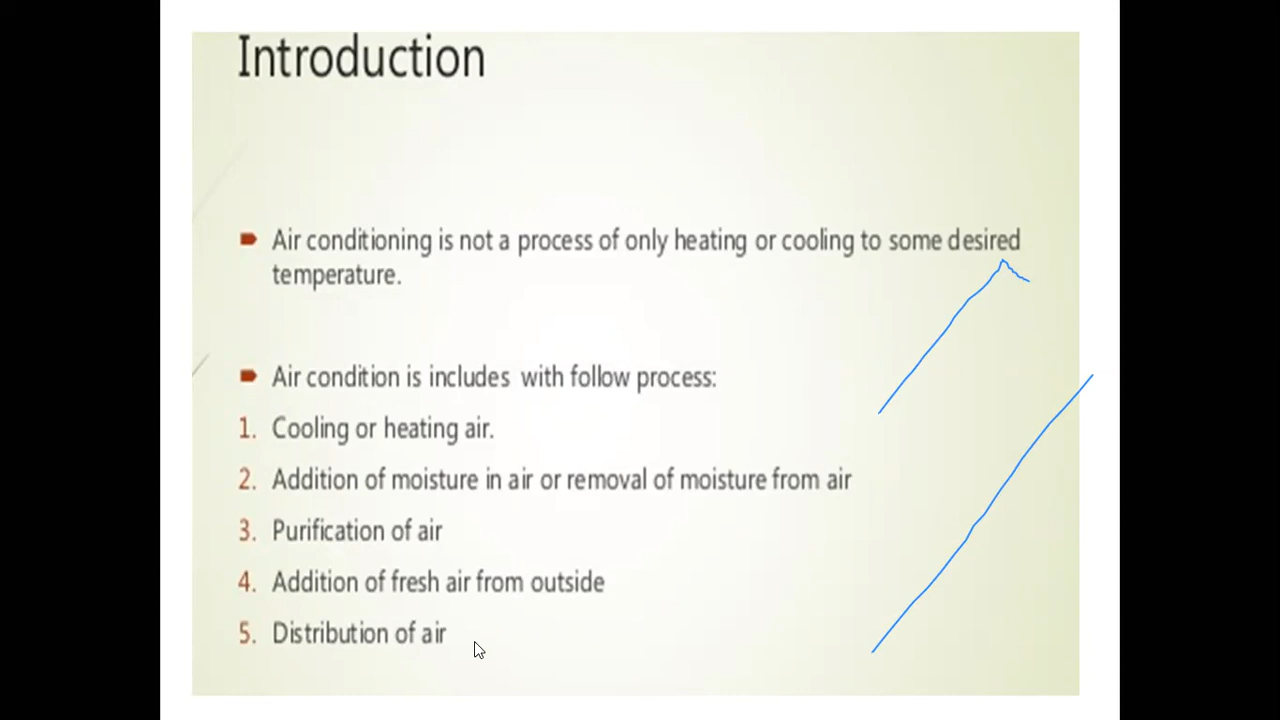 Introduction
Air conditioning is not a process of only heating or cooling to some desired
temperature.
Air condition is includes with follow process:
1. Cooling or heating air.
2. Addition of moisture in air or removal of moisture from air
3. Purification of air
4. Addition of fresh air from outside
5. Distribution of air